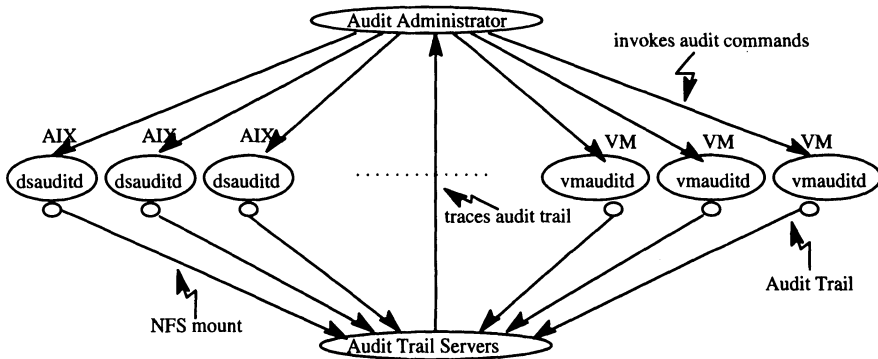 Audit Administrator
invokes audit commands
AIX AIX AIX VM VM VM
dsauditd dsauditd dsauditd vmauditd vmauditd vmauditd
traces audit trail
Audit Trail
NFS mount
Audit Trail Servers